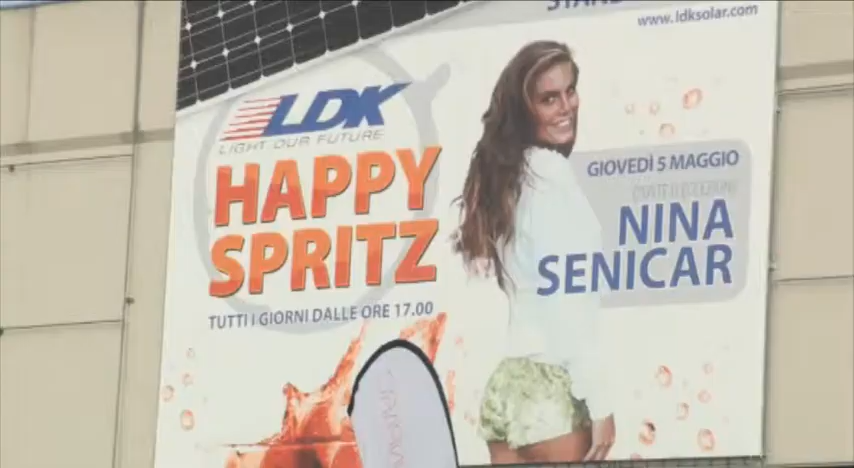 www.ldksolar.com
LDK
LIGHT OUR FUTURE
HAPPY
SPRITZ
TUTTI I GIORNI DALLE ORE 17.00
GIOVEDÌ 5 MAGGIO
NINA
SENICAR